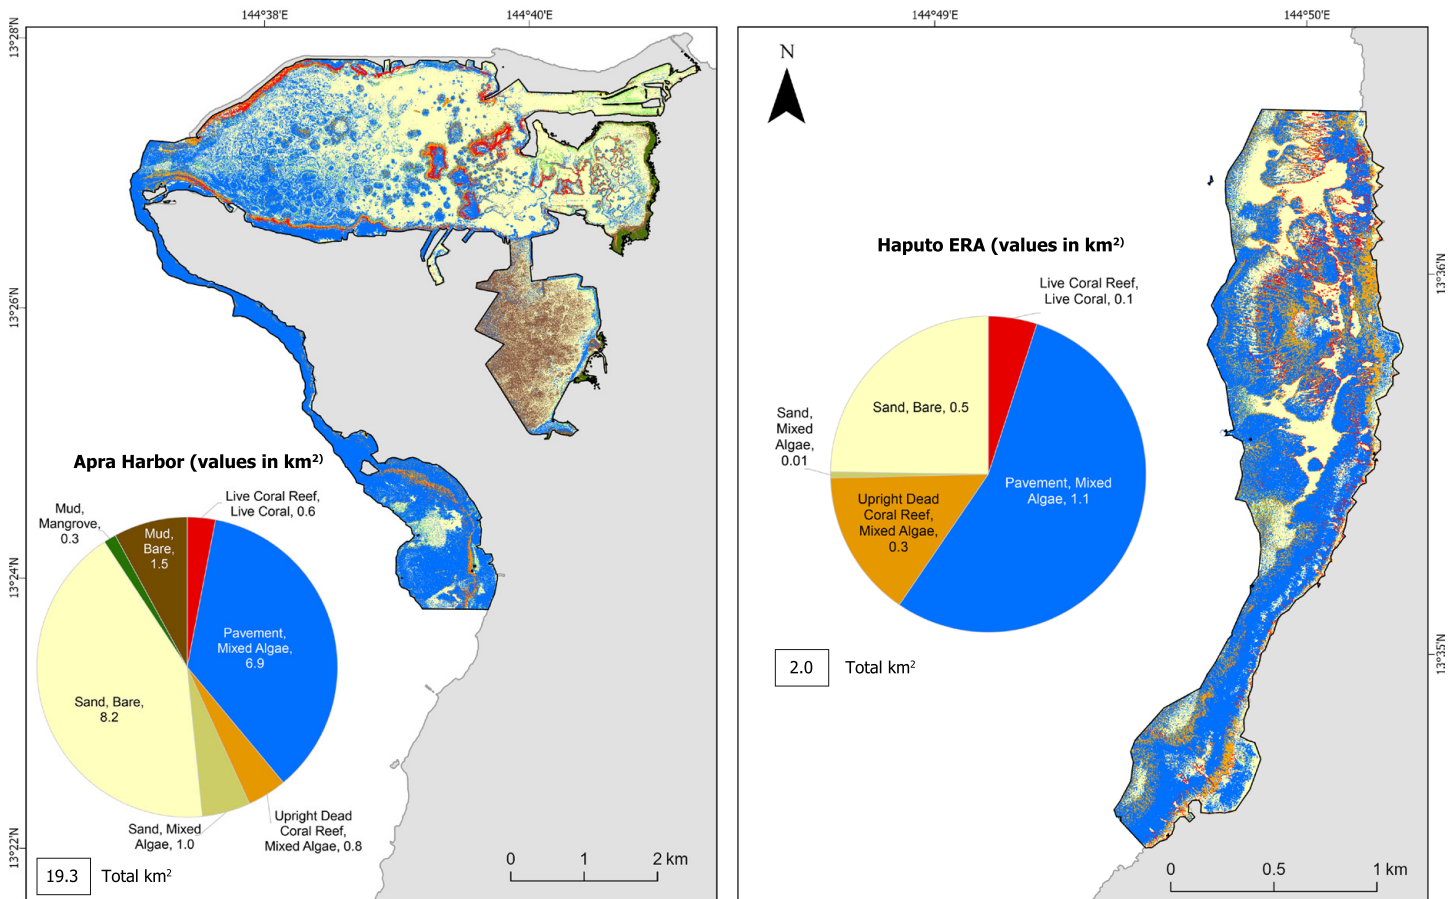 144°38'E
144°40'E
144°49'E
144°50'E
13°28'N
13°26'N
13°24'N
13°22'N
Apra Harbor (values in km²)
Live Coral Reef,
Live Coral, 0.6
Mud,
Mangrove,
0.3
Mud,
Bare,
1.5
Pavement,
Mixed Algae,
6.9
Sand, Bare,
8.2
Sand, Mixed
Algae, 1.0
Upright Dead
Coral Reef,
Mixed Algae, 0.8
19.3 Total km²
0 1 2 km
N
Haputo ERA (values in km²)
Live Coral Reef,
Live Coral, 0.1
Sand, Bare, 0.5
Sand,
Mixed
Algae,
0.01
Pavement, Mixed
Algae, 1.1
Upright Dead
Coral Reef,
Mixed Algae,
0.3
2.0 Total km²
13°36'N
13°35'N
0 0.5 1 km